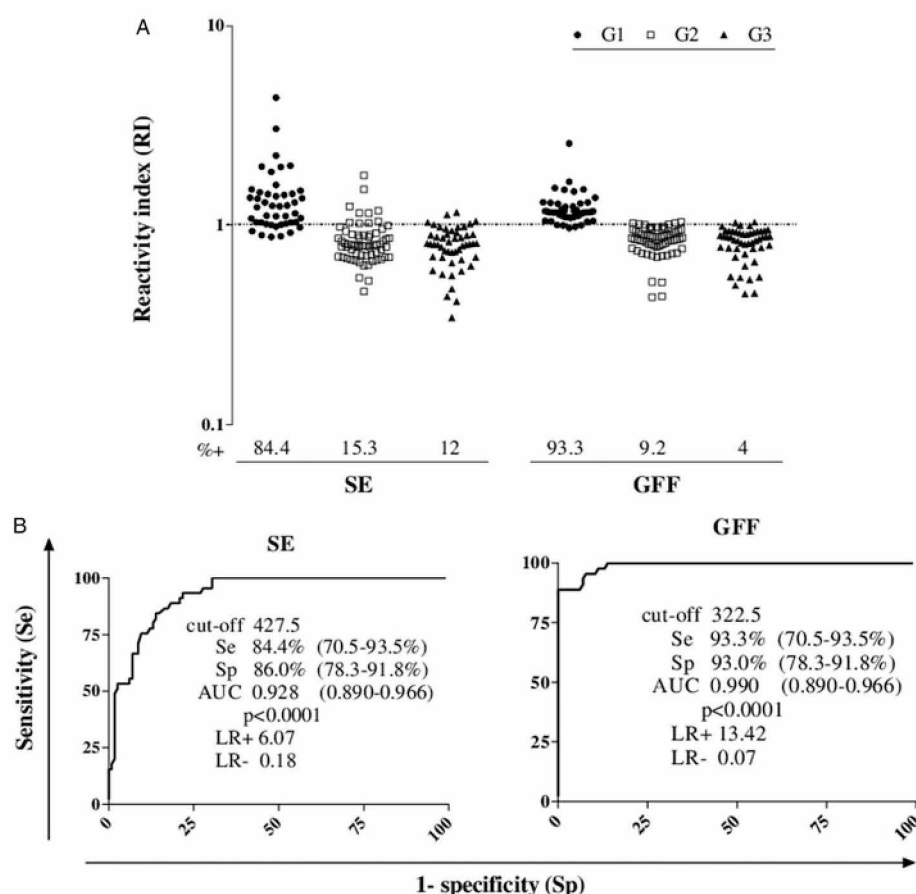 A
10
G1 G2 G3
Reactivity index (RI)
1
0.1
%+ 84.4 15.3 12 93.3 9.2 4
SE GFF
B
SE
Sensitivity (Se)
100
75
50
25
0
cut-off 427.5
Se 84.4% (70.5-93.5%)
Sp 86.0% (78.3-91.8%)
AUC 0.928 (0.890-0.966)
p<0.0001
LR+ 6.07
LR- 0.18
0 25 50 75 100
GFF
100
75
50
25
0
cut-off 322.5
Se 93.3% (70.5-93.5%)
Sp 93.0% (78.3-91.8%)
AUC 0.990 (0.890-0.966)
p<0.0001
LR+ 13.42
LR- 0.07
0 25 50 75 100
1- specificity (Sp)